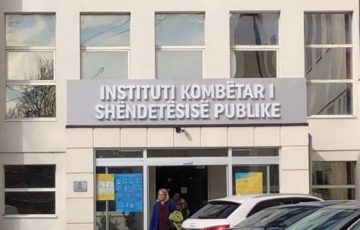 INSTITUTI KOMBËTAR I
SHËNDETËSISË PUBLIKE